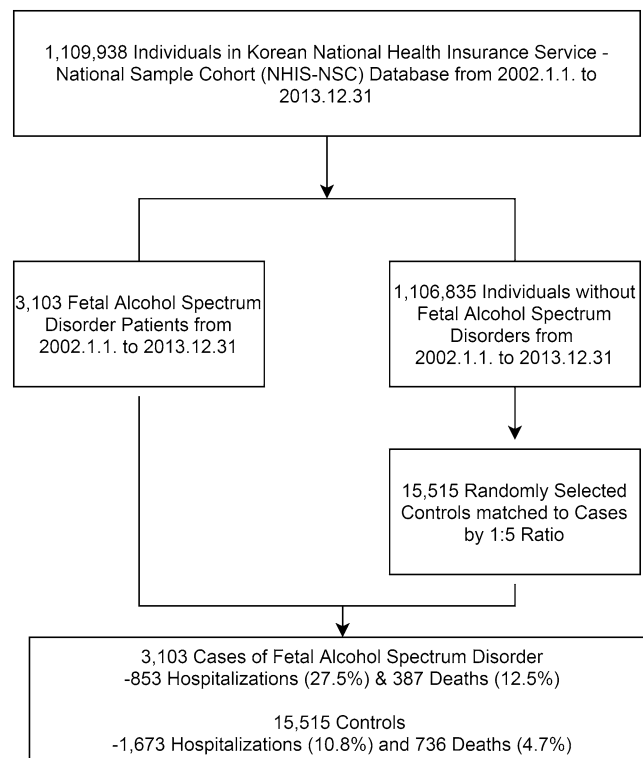 1,109,938 Individuals in Korean National Health Insurance Service -
National Sample Cohort (NHIS-NSC) Database from 2002.1.1. to
2013.12.31
3,103 Fetal Alcohol Spectrum
Disorder Patients from
2002.1.1. to 2013.12.31
1,106,835 Individuals without
Fetal Alcohol Spectrum
Disorders from
2002.1.1. to 2013.12.31
15,515 Randomly Selected
Controls matched to Cases
by 1:5 Ratio
3,103 Cases of Fetal Alcohol Spectrum Disorder
-853 Hospitalizations (27.5%) & 387 Deaths (12.5%)
15,515 Controls
-1,673 Hospitalizations (10.8%) and 736 Deaths (4.7%)